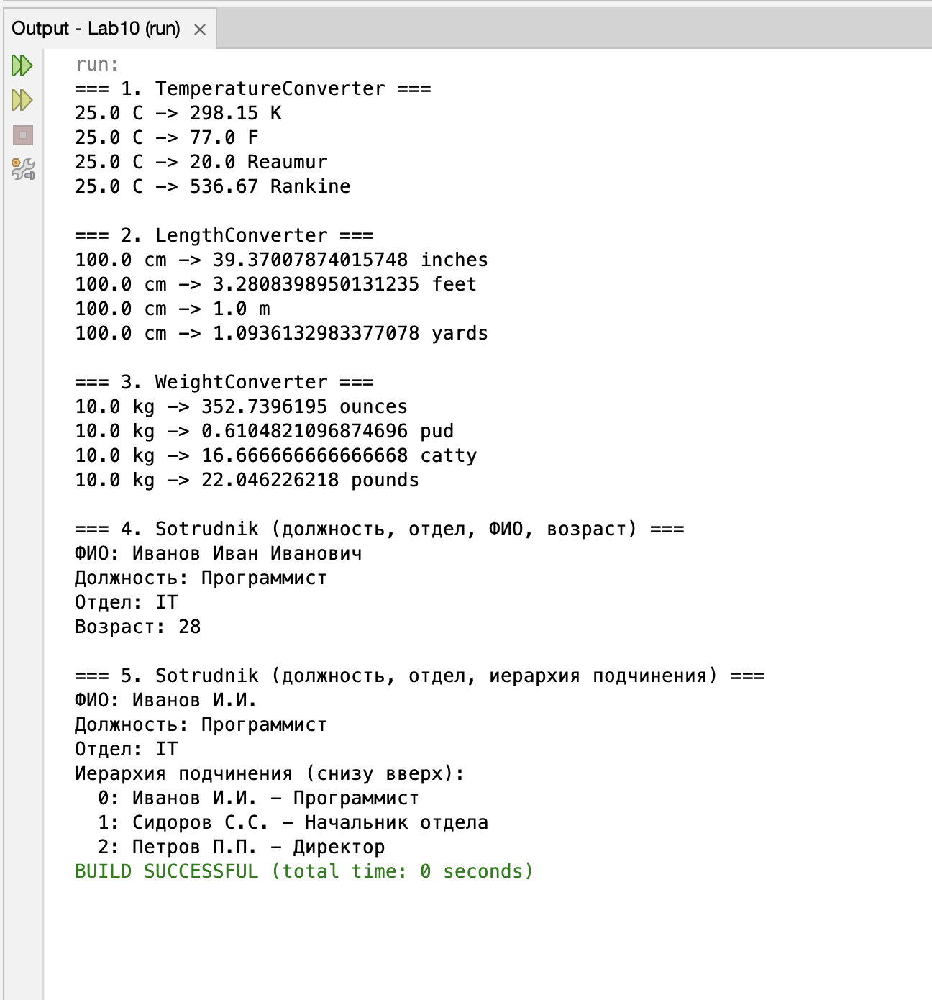 Output - Lab10 (run)
run:
=== 1. TemperatureConverter ===
25.0 C -> 298.15 K
25.0 C -> 77.0 F
25.0 C -> 20.0 Reaumur
25.0 C -> 536.67 Rankine
=== 2. LengthConverter ===
100.0 cm -> 39.37007874015748 inches
100.0 cm -> 3.2808398950131235 feet
100.0 cm -> 1.0 m
100.0 cm -> 1.0936132983377078 yards
=== 3. WeightConverter ===
10.0 kg -> 352.7396195 ounces
10.0 kg -> 0.6104821096874696 pud
10.0 kg -> 16.666666666666668 catty
10.0 kg -> 22.046226218 pounds
=== 4. Sotrudnik (должность, отдел, ФИО, возраст) ===
ФИО: Иванов Иван Иванович
Должность: Программист
Отдел: IT
Возраст: 28
=== 5. Sotrudnik (должность, отдел, иерархия подчинения) ===
ФИО: Иванов И.И.
Должность: Программист
Отдел: IT
Иерархия подчинения (снизу вверх):
0: Иванов И.И. – Программист
1: Сидоров С.С. – Начальник отдела
2: Петров П.П. – Директор
BUILD SUCCESSFUL (total time: 0 seconds)